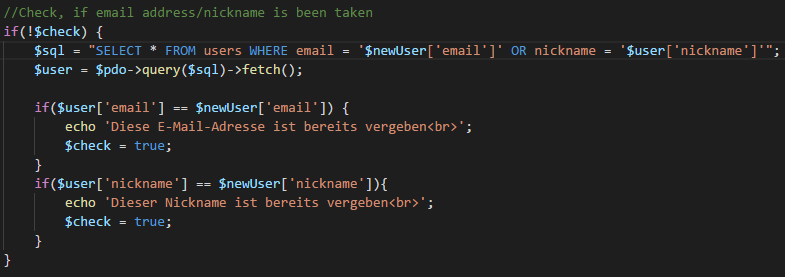 //Check, if email address/nickname is been taken
if(!$check) {
    $sql = "SELECT * FROM users WHERE email = '$newUser['email']' OR nickname = '$user['nickname']'";
    $user = $pdo->query($sql)->fetch();

    if($user['email'] == $newUser['email']) {
        echo 'Diese E-Mail-Adresse ist bereits vergeben<br>';
        $check = true;
    }
    if($user['nickname'] == $newUser['nickname']){
        echo 'Dieser Nickname ist bereits vergeben<br>';
        $check = true;
    }
}